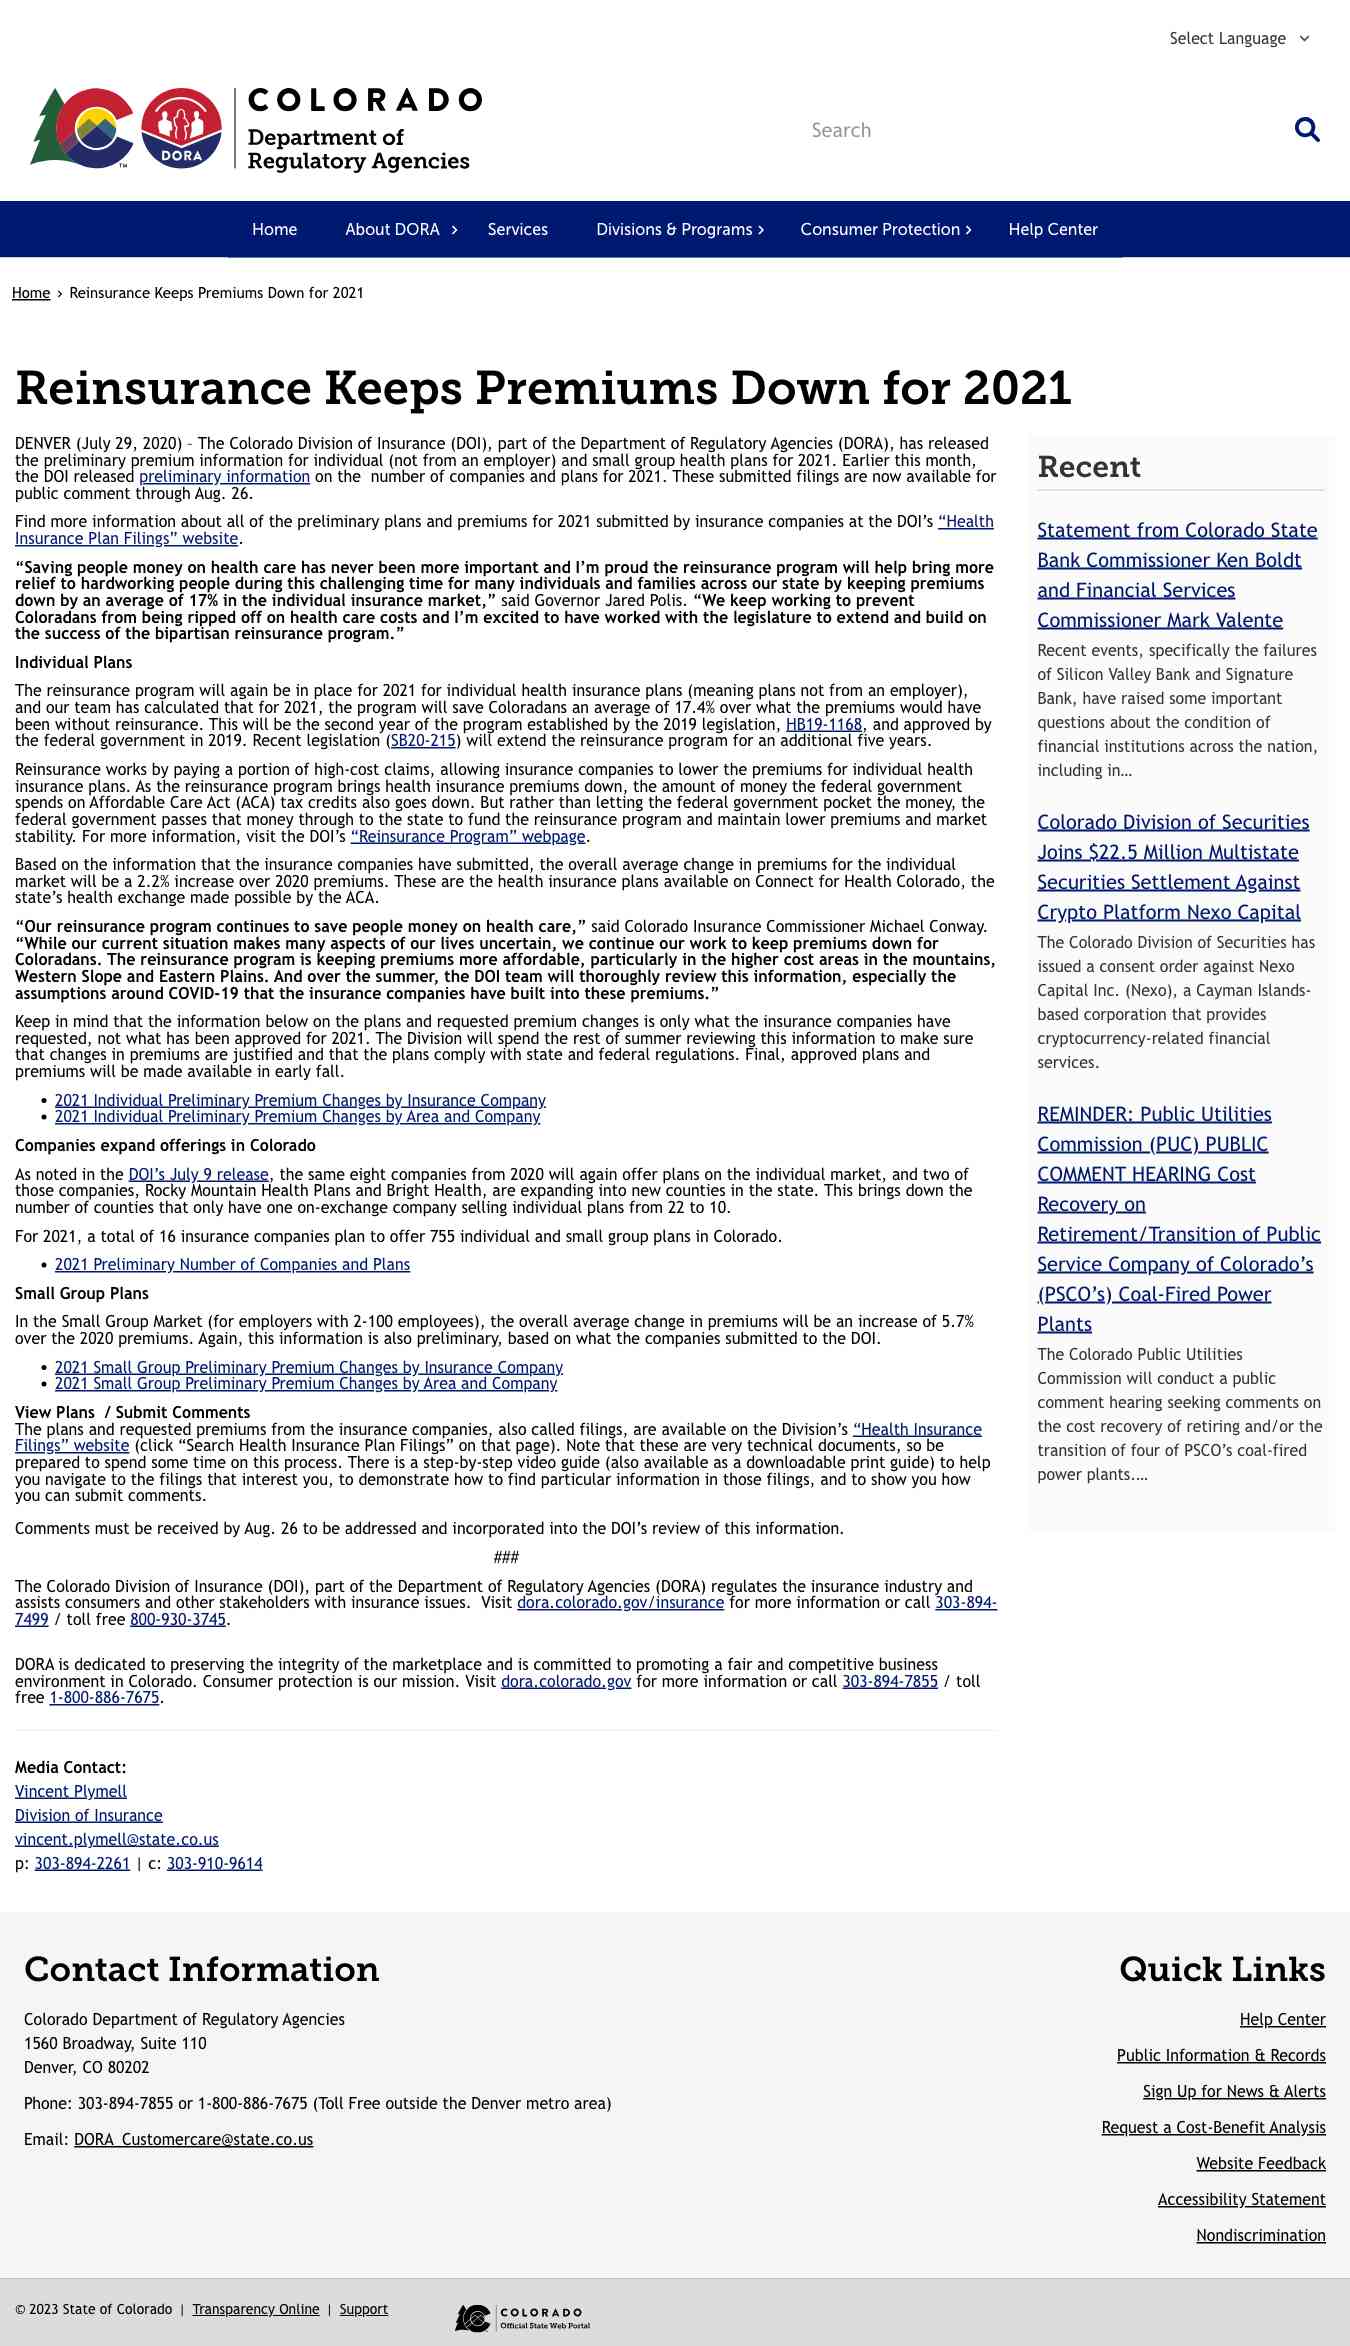 Select Language
COLORADO
Department of
Regulatory Agencies
DORA
TM
Search
Home
About DORA
Services
Divisions & Programs
Consumer Protection
Help Center
Home › Reinsurance Keeps Premiums Down for 2021
Reinsurance Keeps Premiums Down for 2021
DENVER (July 29, 2020) - The Colorado Division of Insurance (DOI), part of the Department of Regulatory Agencies (DORA), has released
the preliminary premium information for individual (not from an employer) and small group health plans for 2021. Earlier this month,
the DOI released preliminary information on the  number of companies and plans for 2021. These submitted filings are now available for
public comment through Aug. 26.
Find more information about all of the preliminary plans and premiums for 2021 submitted by insurance companies at the DOI’s “Health
Insurance Plan Filings” website.
“Saving people money on health care has never been more important and I’m proud the reinsurance program will help bring more
relief to hardworking people during this challenging time for many individuals and families across our state by keeping premiums
down by an average of 17% in the individual insurance market,” said Governor Jared Polis. “We keep working to prevent
Coloradans from being ripped off on health care costs and I’m excited to have worked with the legislature to extend and build on
the success of the bipartisan reinsurance program.”
Individual Plans
The reinsurance program will again be in place for 2021 for individual health insurance plans (meaning plans not from an employer),
and our team has calculated that for 2021, the program will save Coloradans an average of 17.4% over what the premiums would have
been without reinsurance. This will be the second year of the program established by the 2019 legislation, HB19-1168, and approved by
the federal government in 2019. Recent legislation (SB20-215) will extend the reinsurance program for an additional five years.
Reinsurance works by paying a portion of high-cost claims, allowing insurance companies to lower the premiums for individual health
insurance plans. As the reinsurance program brings health insurance premiums down, the amount of money the federal government
spends on Affordable Care Act (ACA) tax credits also goes down. But rather than letting the federal government pocket the money, the
federal government passes that money through to the state to fund the reinsurance program and maintain lower premiums and market
stability. For more information, visit the DOI’s “Reinsurance Program” webpage.
Based on the information that the insurance companies have submitted, the overall average change in premiums for the individual
market will be a 2.2% increase over 2020 premiums. These are the health insurance plans available on Connect for Health Colorado, the
state’s health exchange made possible by the ACA.
“Our reinsurance program continues to save people money on health care,” said Colorado Insurance Commissioner Michael Conway.
“While our current situation makes many aspects of our lives uncertain, we continue our work to keep premiums down for
Coloradans. The reinsurance program is keeping premiums more affordable, particularly in the higher cost areas in the mountains,
Western Slope and Eastern Plains. And over the summer, the DOI team will thoroughly review this information, especially the
assumptions around COVID-19 that the insurance companies have built into these premiums.”
Keep in mind that the information below on the plans and requested premium changes is only what the insurance companies have
requested, not what has been approved for 2021. The Division will spend the rest of summer reviewing this information to make sure
that changes in premiums are justified and that the plans comply with state and federal regulations. Final, approved plans and
premiums will be made available in early fall.
• 2021 Individual Preliminary Premium Changes by Insurance Company
• 2021 Individual Preliminary Premium Changes by Area and Company
Companies expand offerings in Colorado
As noted in the DOI’s July 9 release, the same eight companies from 2020 will again offer plans on the individual market, and two of
those companies, Rocky Mountain Health Plans and Bright Health, are expanding into new counties in the state. This brings down the
number of counties that only have one on-exchange company selling individual plans from 22 to 10.
For 2021, a total of 16 insurance companies plan to offer 755 individual and small group plans in Colorado.
• 2021 Preliminary Number of Companies and Plans
Small Group Plans
In the Small Group Market (for employers with 2-100 employees), the overall average change in premiums will be an increase of 5.7%
over the 2020 premiums. Again, this information is also preliminary, based on what the companies submitted to the DOI.
• 2021 Small Group Preliminary Premium Changes by Insurance Company
• 2021 Small Group Preliminary Premium Changes by Area and Company
View Plans  / Submit Comments
The plans and requested premiums from the insurance companies, also called filings, are available on the Division’s “Health Insurance
Filings” website (click “Search Health Insurance Plan Filings” on that page). Note that these are very technical documents, so be
prepared to spend some time on this process. There is a step-by-step video guide (also available as a downloadable print guide) to help
you navigate to the filings that interest you, to demonstrate how to find particular information in those filings, and to show you how
you can submit comments.
Comments must be received by Aug. 26 to be addressed and incorporated into the DOI’s review of this information.
###
The Colorado Division of Insurance (DOI), part of the Department of Regulatory Agencies (DORA) regulates the insurance industry and
assists consumers and other stakeholders with insurance issues.  Visit dora.colorado.gov/insurance for more information or call 303-894-
7499 / toll free 800-930-3745.
DORA is dedicated to preserving the integrity of the marketplace and is committed to promoting a fair and competitive business
environment in Colorado. Consumer protection is our mission. Visit dora.colorado.gov for more information or call 303-894-7855 / toll
free 1-800-886-7675.
Media Contact:
Vincent Plymell
Division of Insurance
vincent.plymell@state.co.us
p: 303-894-2261 | c: 303-910-9614
Recent
Statement from Colorado State
Bank Commissioner Ken Boldt
and Financial Services
Commissioner Mark Valente
Recent events, specifically the failures
of Silicon Valley Bank and Signature
Bank, have raised some important
questions about the condition of
financial institutions across the nation,
including in…
Colorado Division of Securities
Joins $22.5 Million Multistate
Securities Settlement Against
Crypto Platform Nexo Capital
The Colorado Division of Securities has
issued a consent order against Nexo
Capital Inc. (Nexo), a Cayman Islands-
based corporation that provides
cryptocurrency-related financial
services.
REMINDER: Public Utilities
Commission (PUC) PUBLIC
COMMENT HEARING Cost
Recovery on
Retirement/Transition of Public
Service Company of Colorado’s
(PSCO’s) Coal-Fired Power
Plants
The Colorado Public Utilities
Commission will conduct a public
comment hearing seeking comments on
the cost recovery of retiring and/or the
transition of four of PSCO’s coal-fired
power plants.…
Contact Information
Colorado Department of Regulatory Agencies
1560 Broadway, Suite 110
Denver, CO 80202
Phone: 303-894-7855 or 1-800-886-7675 (Toll Free outside the Denver metro area)
Email: DORA_Customercare@state.co.us
Quick Links
Help Center
Public Information & Records
Sign Up for News & Alerts
Request a Cost-Benefit Analysis
Website Feedback
Accessibility Statement
Nondiscrimination
© 2023 State of Colorado | Transparency Online | Support
COLORADO
Official State Web Portal